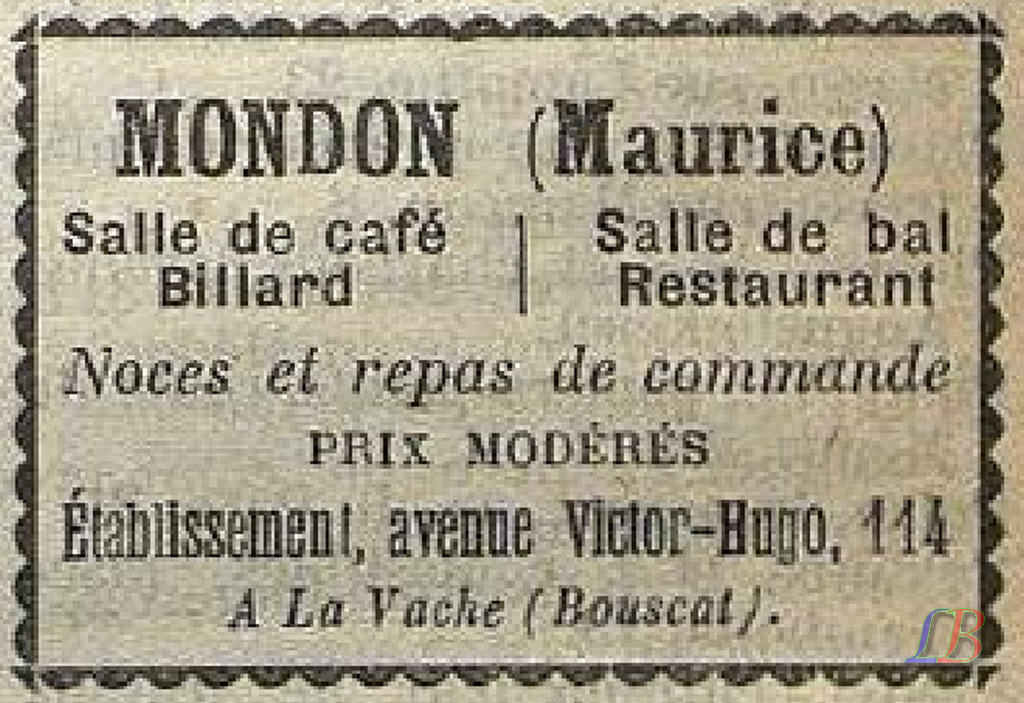 MONDON (Maurice)
Salle de café
Billard
Salle de bal
Restaurant
Noces et repas de commande
PRIX MODÉRÉS
Établissement, avenue Victor-Hugo, 114
A La Vache (Bouscat).
LB